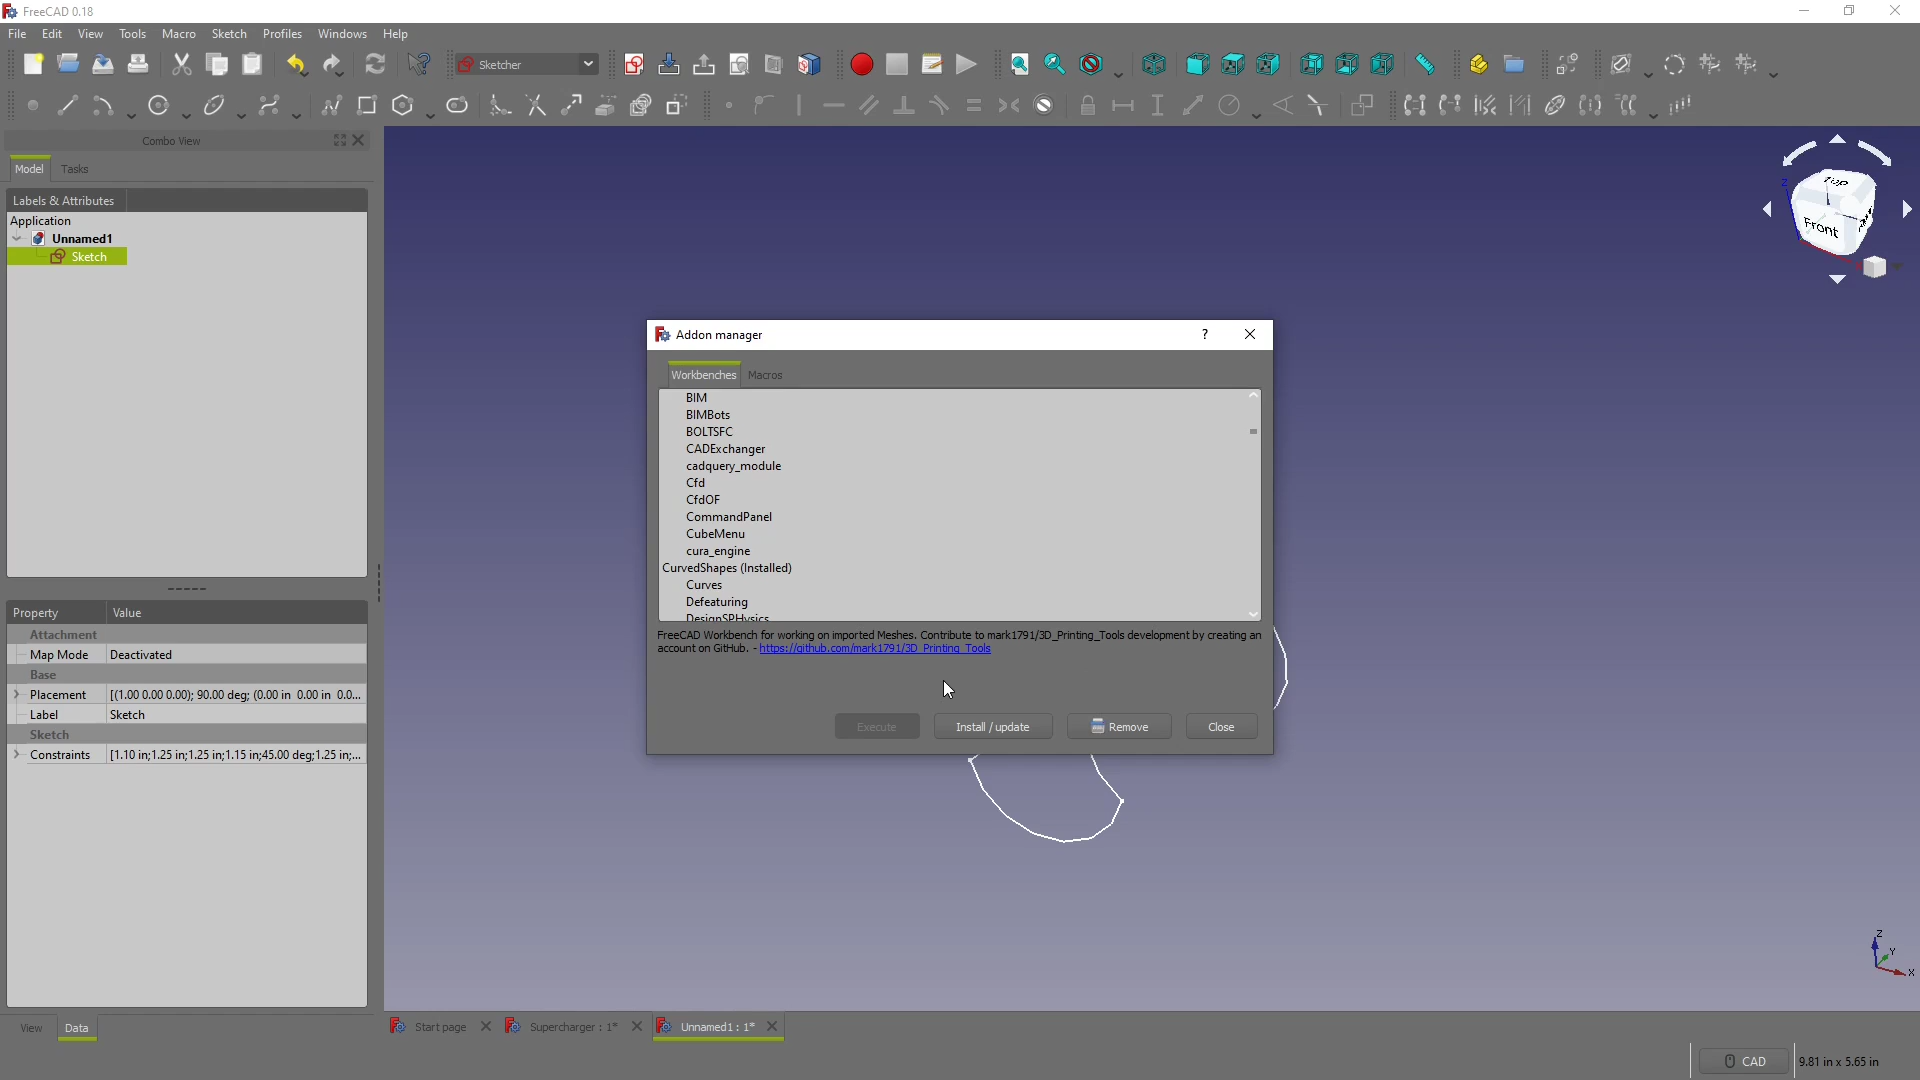 FreeCAD 0.18
File Edit View Tools Macro Sketch Profiles Windows Help
Sketcher
Combo View
Model Tasks
Labels & Attributes
Application
Unnamed1
Sketch
Property Value
Attachment
Map Mode Deactivated
Base
Placement [(1.00 0.00 0.00); 90.00 deg; (0.00 in 0.00 in 0.0...
Label Sketch
Sketch
Constraints [1.10 in;1.25 in;1.25 in;1.15 in;45.00 deg;1.25 in;...
View Data
Addon manager ?
Workbenches Macros
BIM
BIMBots
BOLTSFC
CADExchanger
cadquery_module
Cfd
CfdOF
CommandPanel
CubeMenu
cura_engine
CurvedShapes (Installed)
Curves
Defeaturing
DesignSPHysics
FreeCAD Workbench for working on imported Meshes. Contribute to mark1791/3D_Printing_Tools development by creating an
account on GitHub. - https://github.com/mark1791/3D_Printing_Tools
Execute Install / update Remove Close
Top
Front
Z
Z
Y
X
Start page Supercharger : 1* Unnamed1 : 1*
CAD 9.81 in x 5.65 in